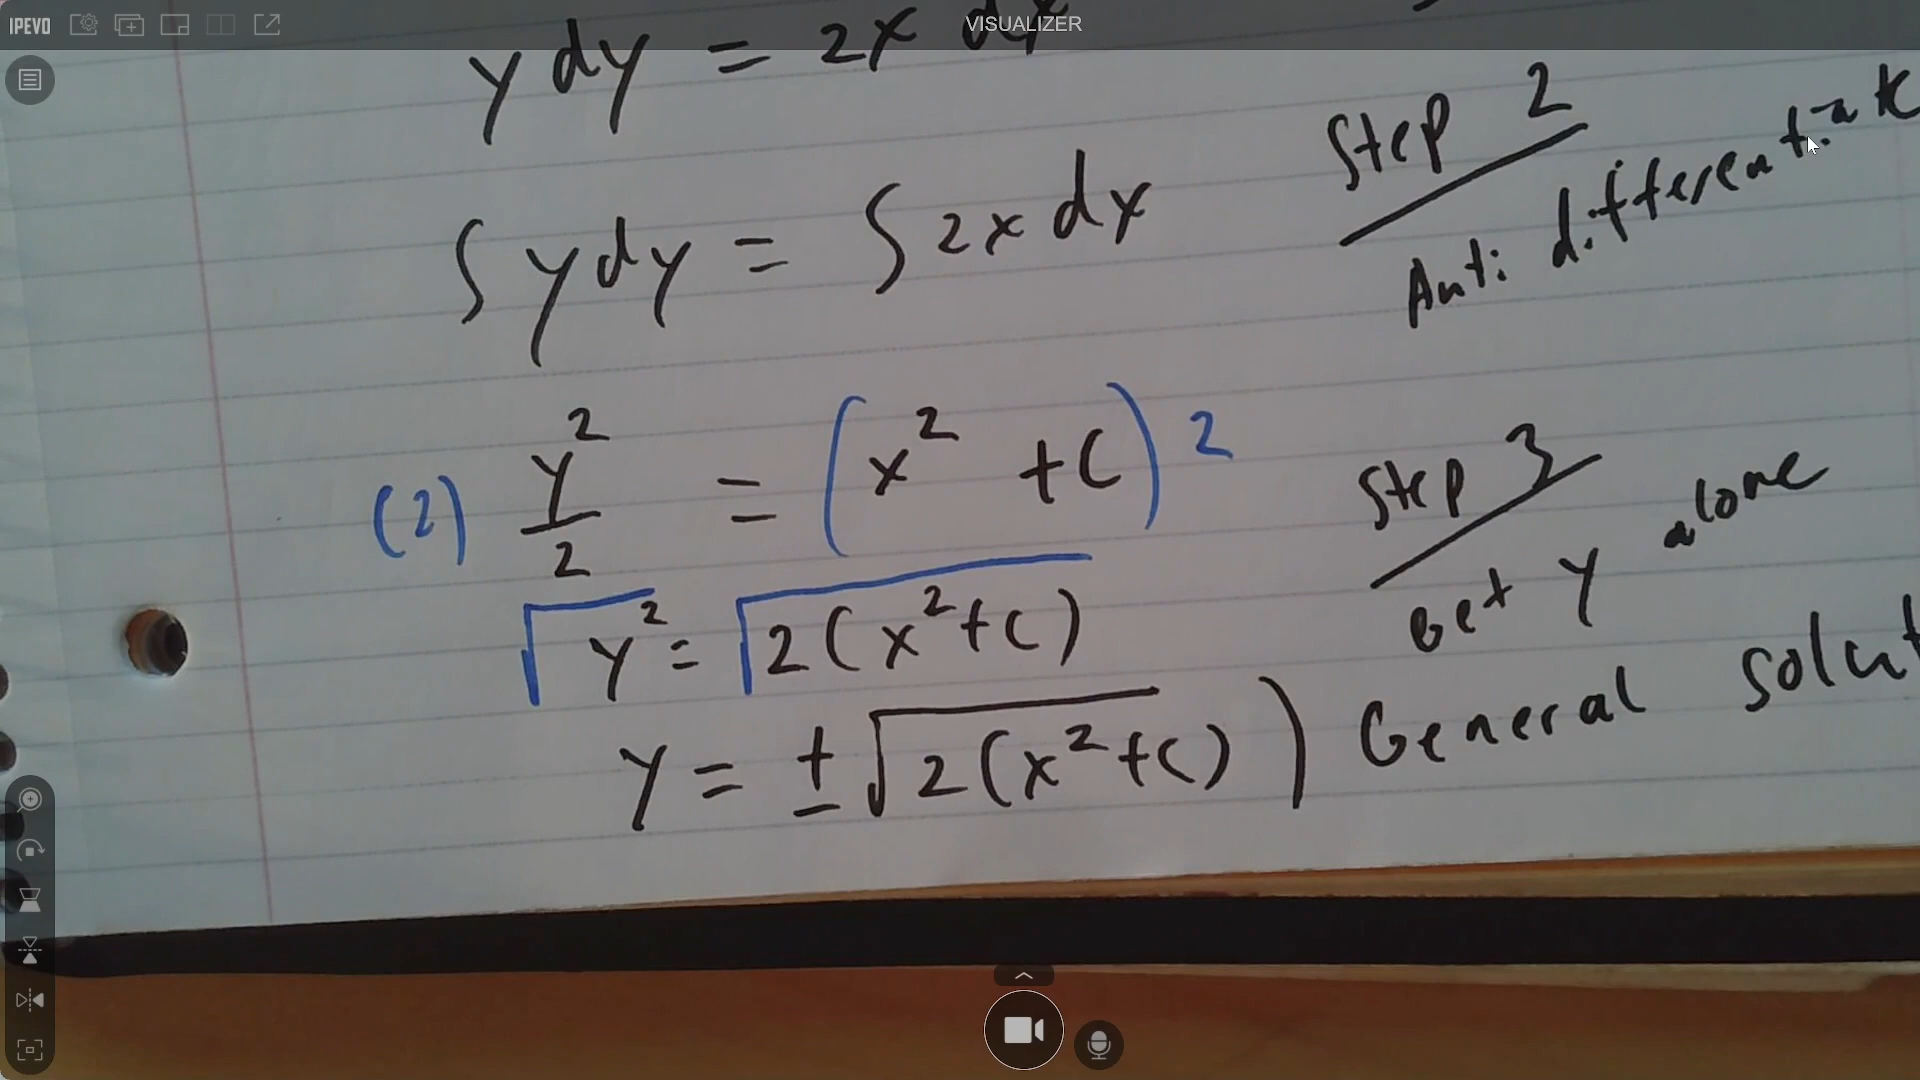 IPEVO
VISUALIZER
y dy = 2x dx
Step 2
∫ y dy = ∫ 2x dx
Anti differentiate
(2) y²/2 = (x² + C) 2
Step 3
Get y alone
√y² = √2(x²+C)
y = ±√2(x²+C) ) General solut